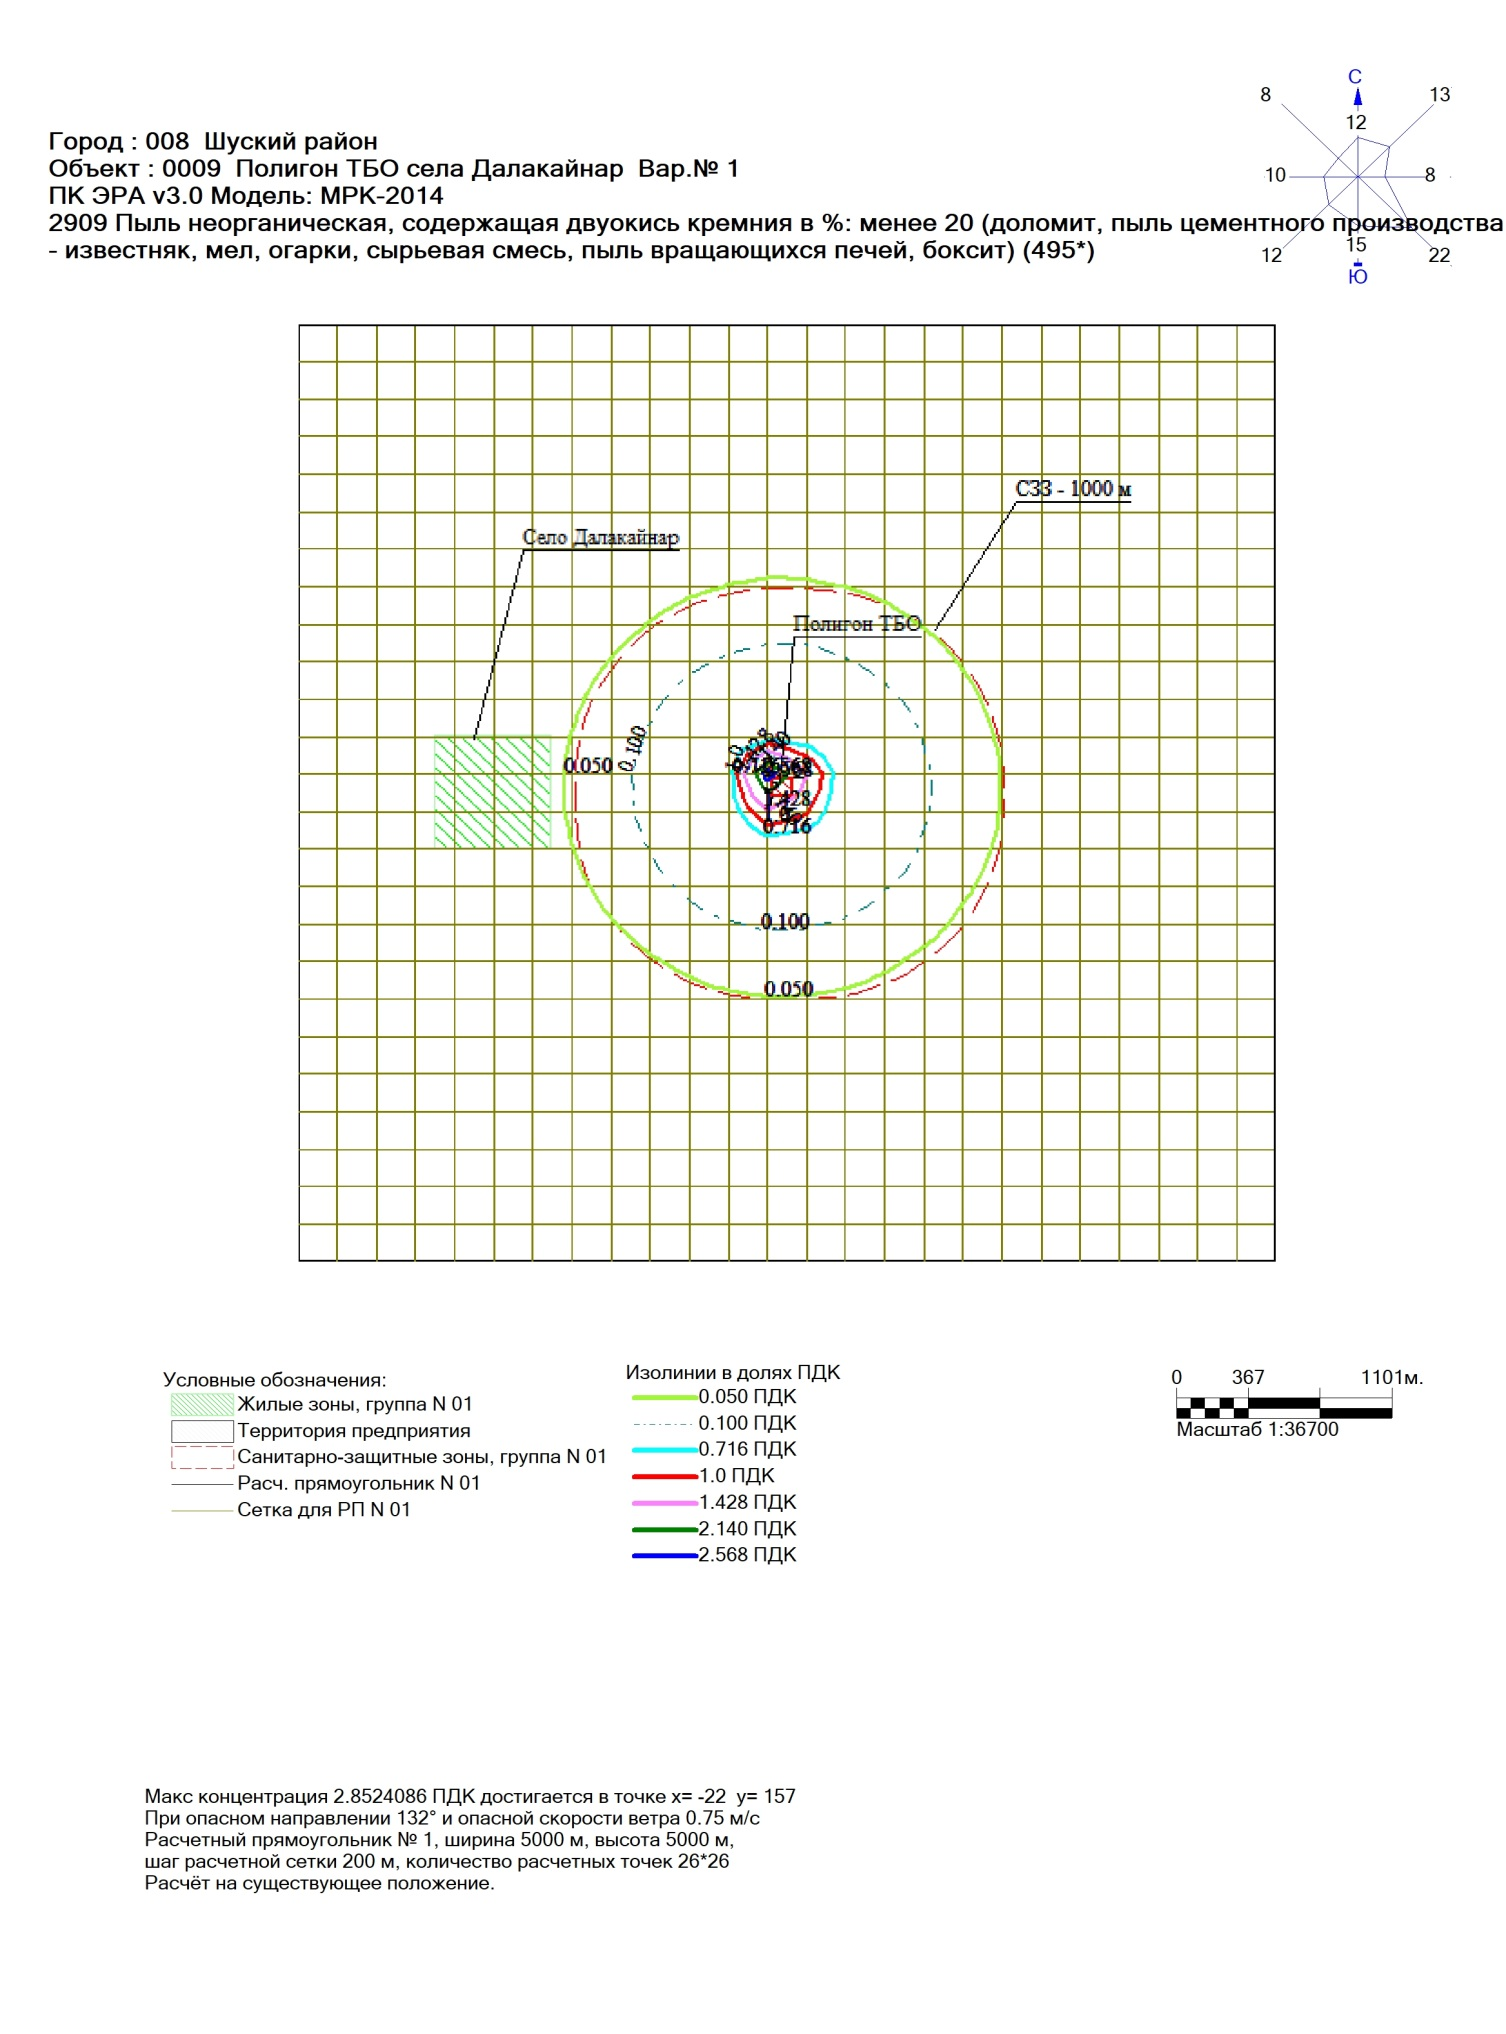 С
8
13
12
10
8
12
15
22
Ю
Город : 008 Шуский район
Объект : 0009 Полигон ТБО села Далакайнар Вар.№ 1
ПК ЭРА v3.0 Модель: МРК-2014
2909 Пыль неорганическая, содержащая двуокись кремния в %: менее 20 (доломит, пыль цементного производства
- известняк, мел, огарки, сырьевая смесь, пыль вращающихся печей, боксит) (495*)
СЗЗ - 1000 м
Село Далакайнар
Полигон ТБО
0.100
0.050
1.428
0.716
0.100
0.050
Условные обозначения:
Жилые зоны, группа N 01
Территория предприятия
Санитарно-защитные зоны, группа N 01
Расч. прямоугольник N 01
Сетка для РП N 01
Изолинии в долях ПДК
0.050 ПДК
0.100 ПДК
0.716 ПДК
1.0 ПДК
1.428 ПДК
2.140 ПДК
2.568 ПДК
0 367 1101м.
Масштаб 1:36700
Макс концентрация 2.8524086 ПДК достигается в точке x= -22 y= 157
При опасном направлении 132° и опасной скорости ветра 0.75 м/с
Расчетный прямоугольник № 1, ширина 5000 м, высота 5000 м,
шаг расчетной сетки 200 м, количество расчетных точек 26*26
Расчёт на существующее положение.